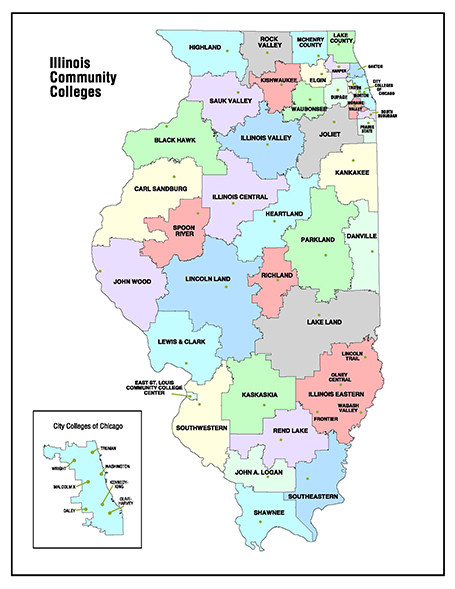 Illinois
Community
Colleges
HIGHLAND
ROCK
VALLEY
MCHENRY
COUNTY
LAKE
COUNTY
OAKTON
HARPER
ELGIN
KISHWAUKEE
CITY
COLLEGES
OF
CHICAGO
TRITON
MORTON
DUPAGE
MORAINE
VALLEY
SAUK VALLEY
WAUBONSEE
SOUTH
SUBURBAN
PRAIRIE
STATE
BLACK HAWK
ILLINOIS VALLEY
JOLIET
KANKAKEE
CARL SANDBURG
ILLINOIS CENTRAL
HEARTLAND
SPOON
RIVER
PARKLAND
DANVILLE
JOHN WOOD
LINCOLN LAND
RICHLAND
LAKE LAND
LEWIS & CLARK
LINCOLN
TRAIL
OLNEY
CENTRAL
EAST ST. LOUIS
COMMUNITY COLLEGE
CENTER
KASKASKIA
ILLINOIS EASTERN
WABASH
VALLEY
FRONTIER
SOUTHWESTERN
REND LAKE
JOHN A. LOGAN
SOUTHEASTERN
SHAWNEE
City Colleges of Chicago
TRUMAN
WRIGHT
WASHINGTON
MALCOLM X
KENNEDY-
KING
OLIVE-
HARVEY
DALEY